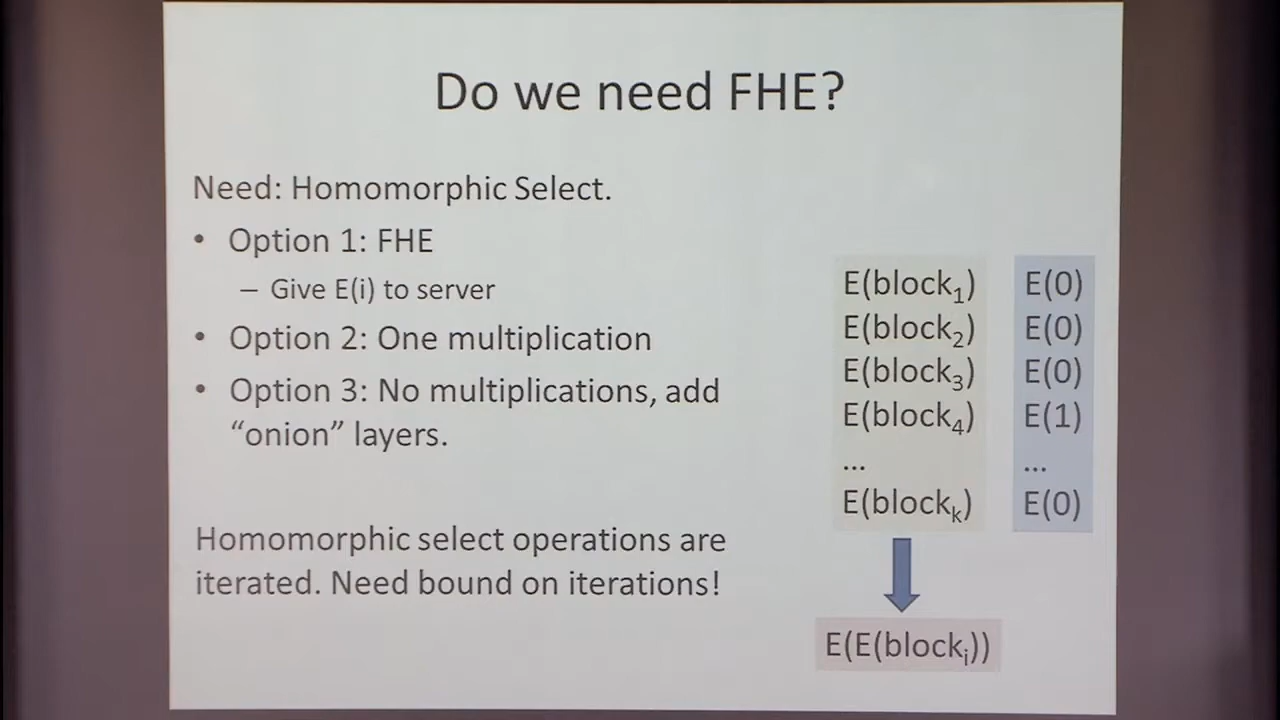 Do we need FHE?
Need: Homomorphic Select.
• Option 1: FHE
– Give E(i) to server
• Option 2: One multiplication
• Option 3: No multiplications, add
“onion” layers.
Homomorphic select operations are
iterated. Need bound on iterations!
E(block₁) E(0)
E(block₂) E(0)
E(block₃) E(0)
E(block₄) E(1)
... ...
E(blockₖ) E(0)
E(E(blockᵢ))